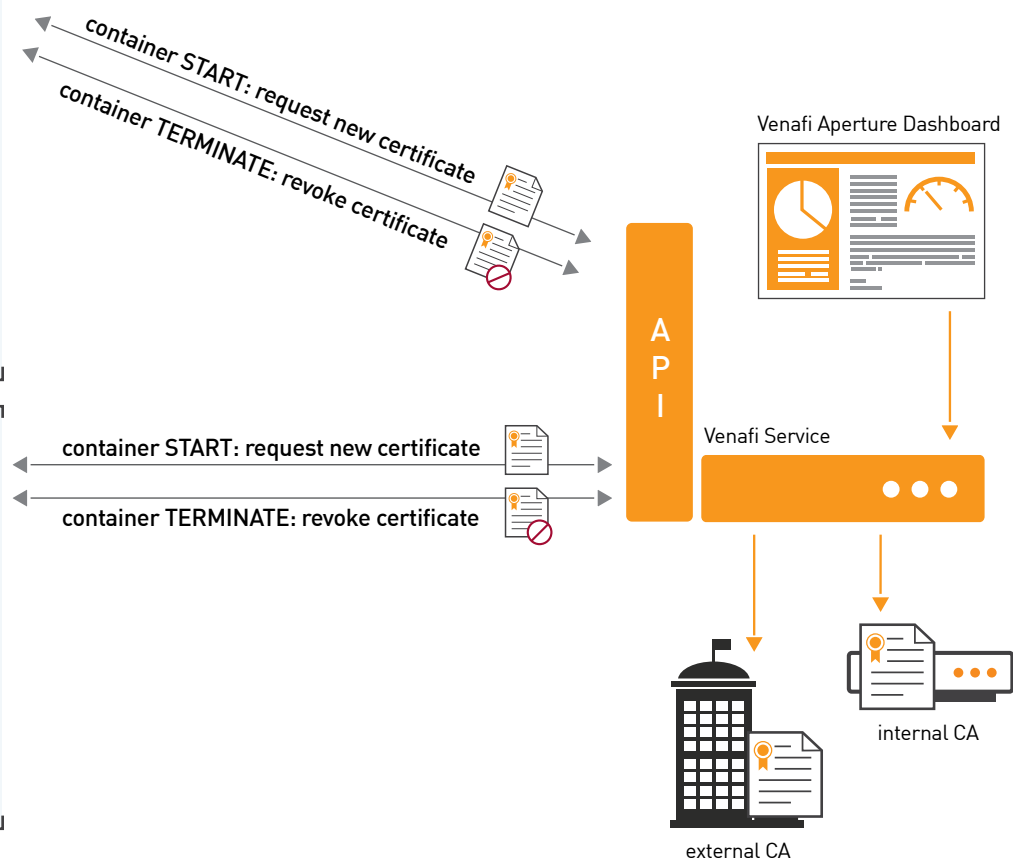 container START: request new certificate
container TERMINATE: revoke certificate
Venafi Aperture Dashboard
A
P
I
Venafi Service
container START: request new certificate
container TERMINATE: revoke certificate
internal CA
external CA